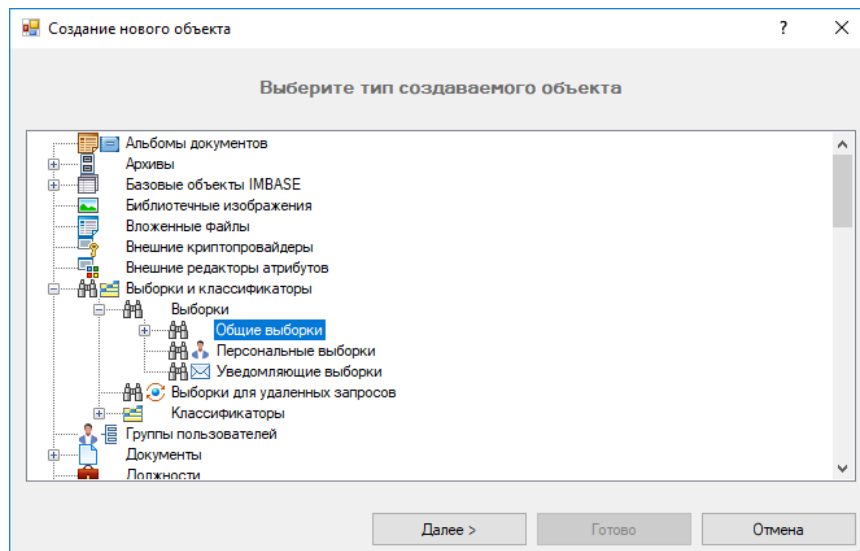 Создание нового объекта
?
Выберите тип создаваемого объекта
Альбомы документов
Архивы
Базовые объекты IMBASE
Библиотечные изображения
Вложенные файлы
Внешние криптопровайдеры
Внешние редакторы атрибутов
Выборки и классификаторы
Выборки
Общие выборки
Персональные выборки
Уведомляющие выборки
Выборки для удаленных запросов
Классификаторы
Группы пользователей
Документы
Должности
Далее > Готово Отмена